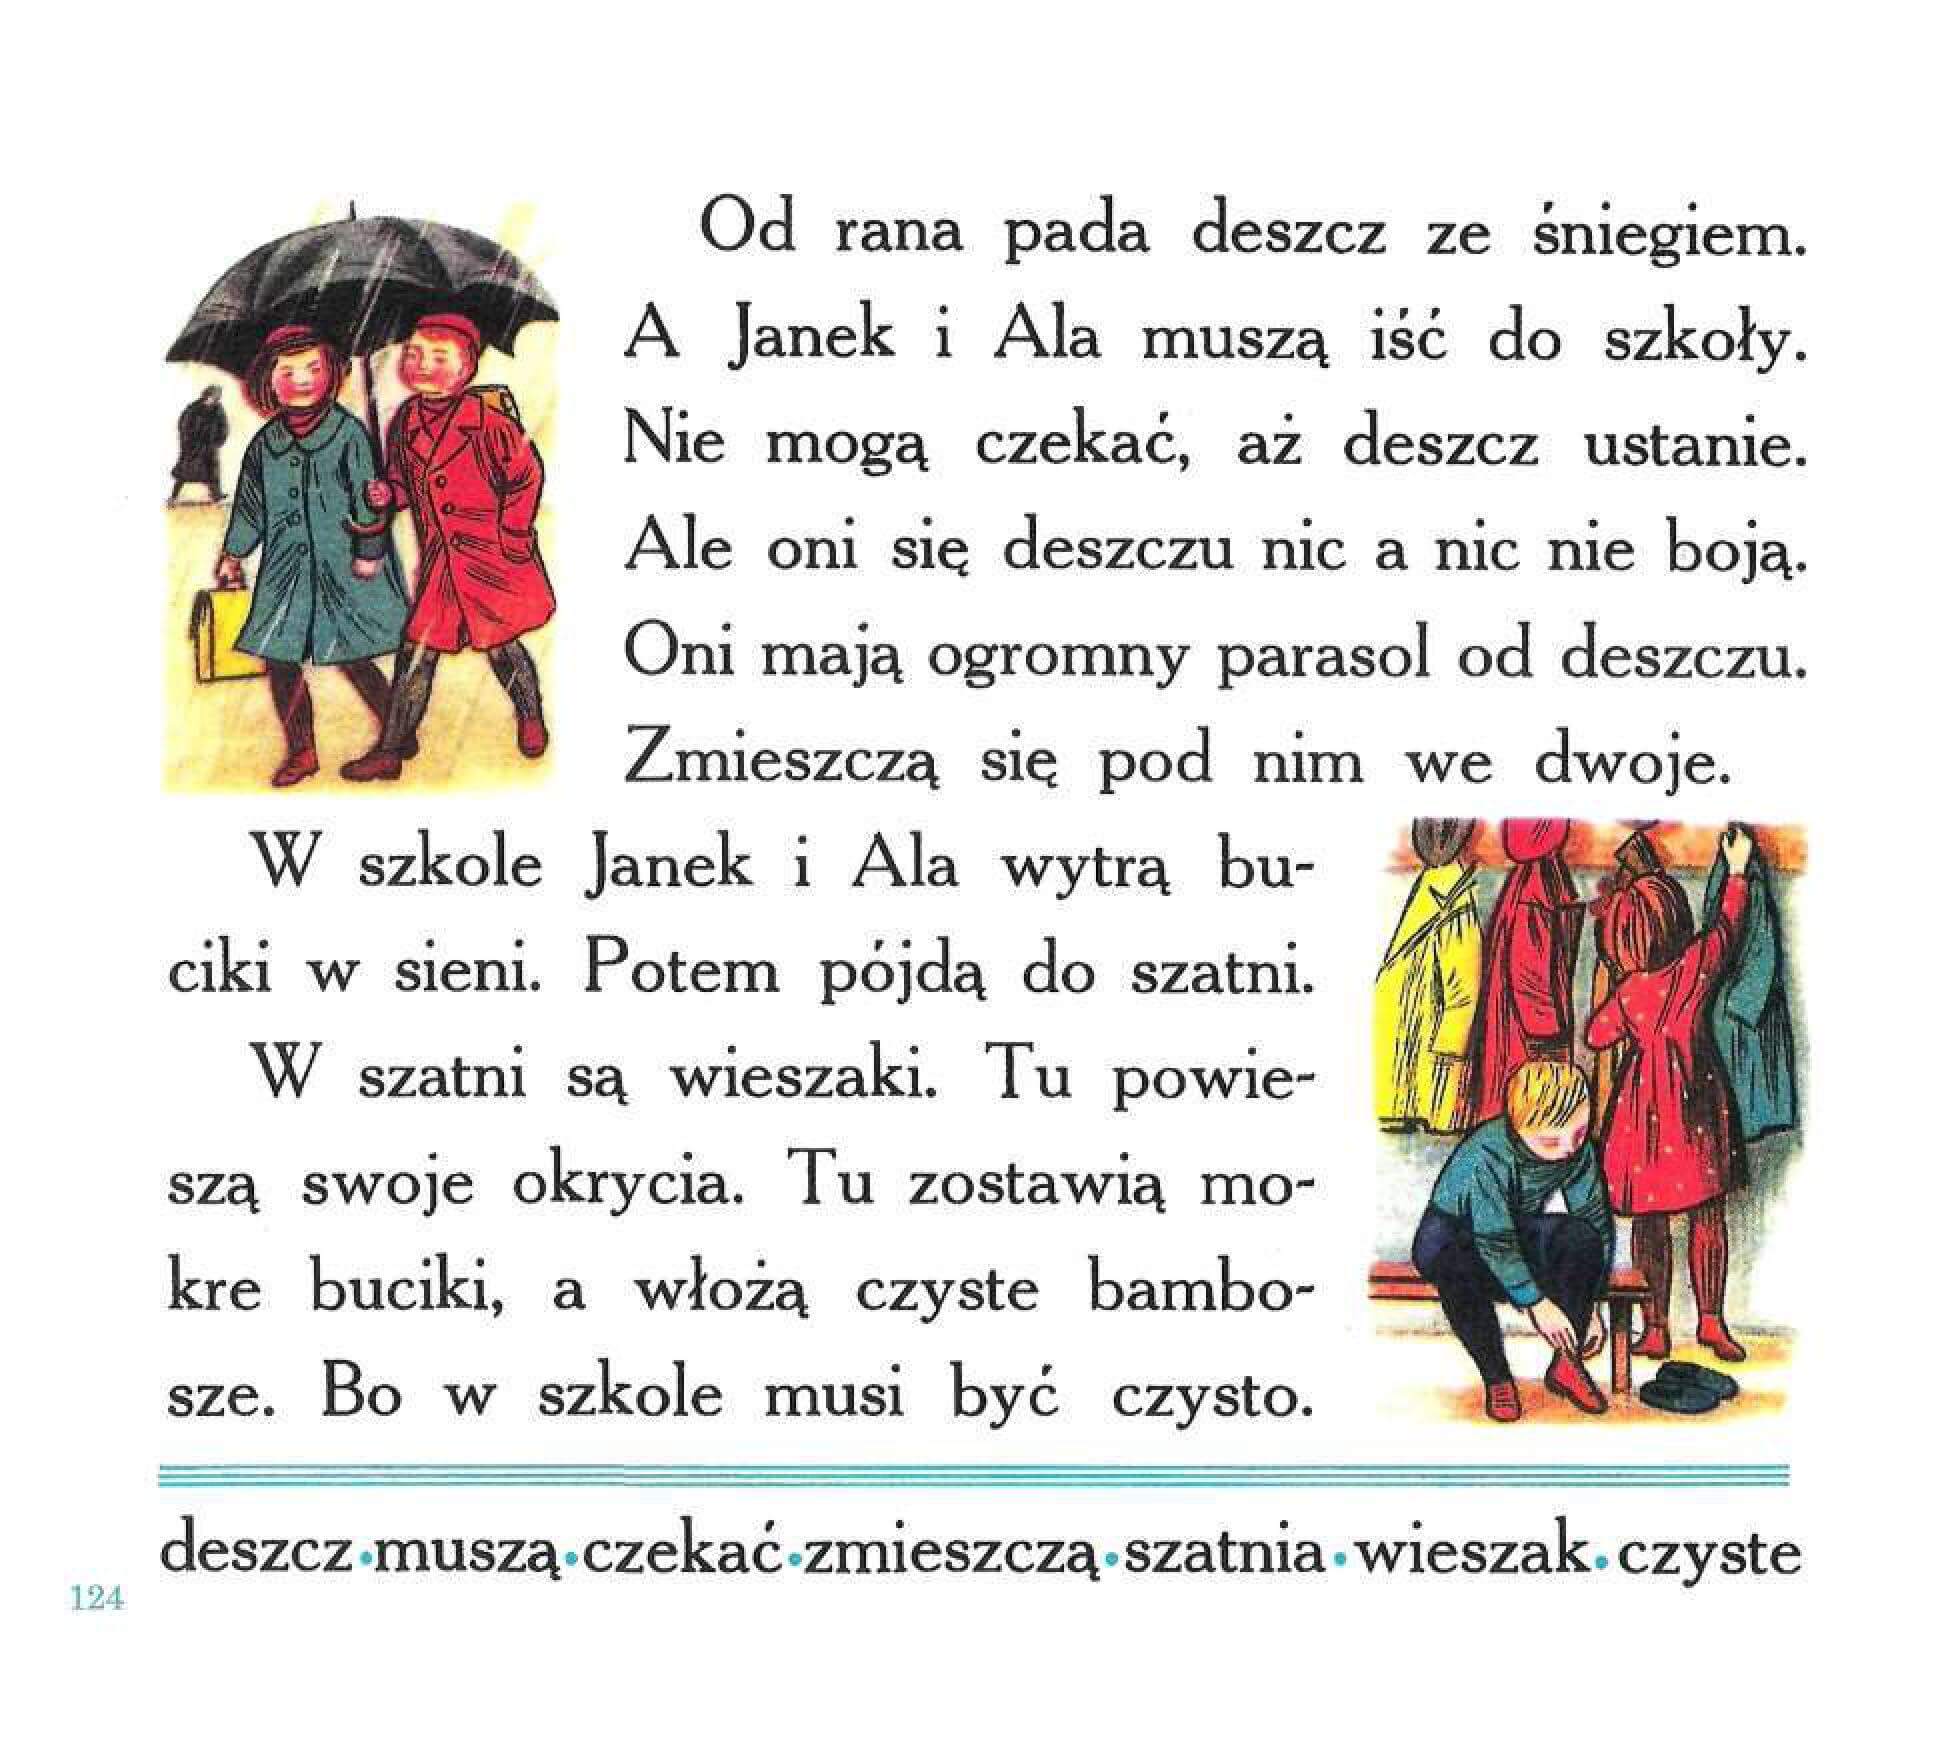 Od rana pada deszcz ze śniegiem.
A Janek i Ala muszą iść do szkoły.
Nie mogą czekać, aż deszcz ustanie.
Ale oni się deszczu nic a nic nie boją.
Oni mają ogromny parasol od deszczu.
Zmieszczą się pod nim we dwoje.
W szkole Janek i Ala wytrą bu-
ciki w sieni. Potem pójdą do szatni.
W szatni są wieszaki. Tu powie-
szą swoje okrycia. Tu zostawią mo-
kre buciki, a włożą czyste bambo-
sze. Bo w szkole musi być czysto.
deszcz•muszą•czekać•zmieszczą•szatnia•wieszak•czyste
124